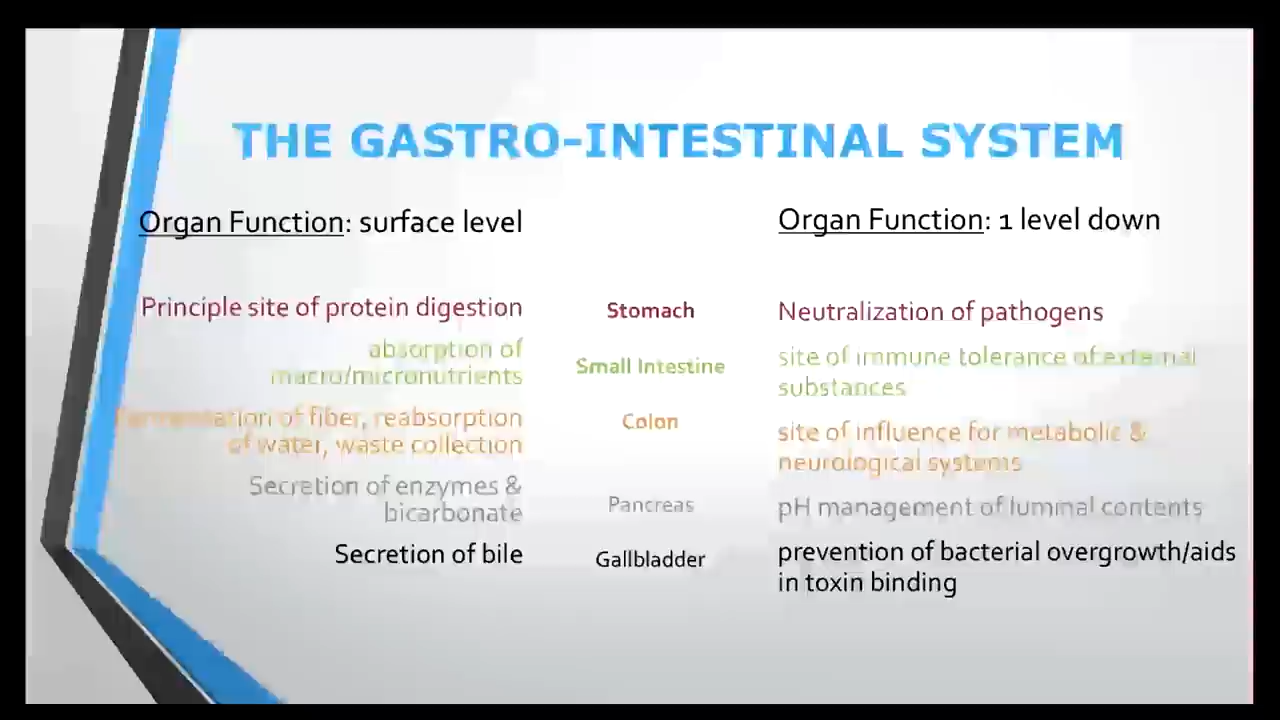 THE GASTRO-INTESTINAL SYSTEM
Organ Function: surface level
Organ Function: 1 level down
Principle site of protein digestion
Stomach
Neutralization of pathogens
absorption of
macro/micronutrients
Small Intestine
site of immune tolerance of external
substances
Fermentation of fiber, reabsorption
of water, waste collection
Colon
site of influence for metabolic &
neurological systems
Secretion of enzymes &
bicarbonate
Pancreas
pH management of luminal contents
Secretion of bile
Gallbladder
prevention of bacterial overgrowth/aids
in toxin binding